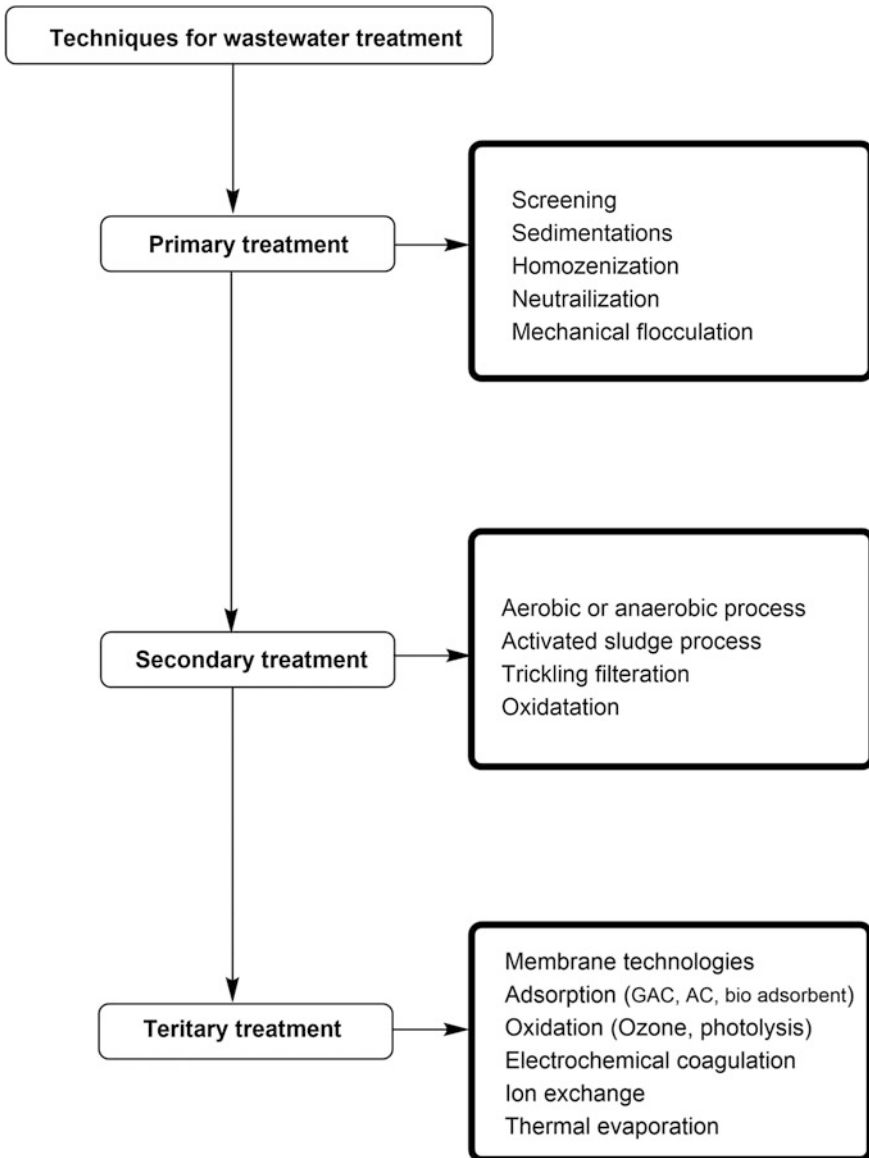 Techniques for wastewater treatment
Primary treatment
Screening
Sedimentations
Homozenization
Neutrailization
Mechanical flocculation
Secondary treatment
Aerobic or anaerobic process
Activated sludge process
Trickling filteration
Oxidatation
Teritary treatment
Membrane technologies
Adsorption (GAC, AC, bio adsorbent)
Oxidation (Ozone, photolysis)
Electrochemical coagulation
Ion exchange
Thermal evaporation